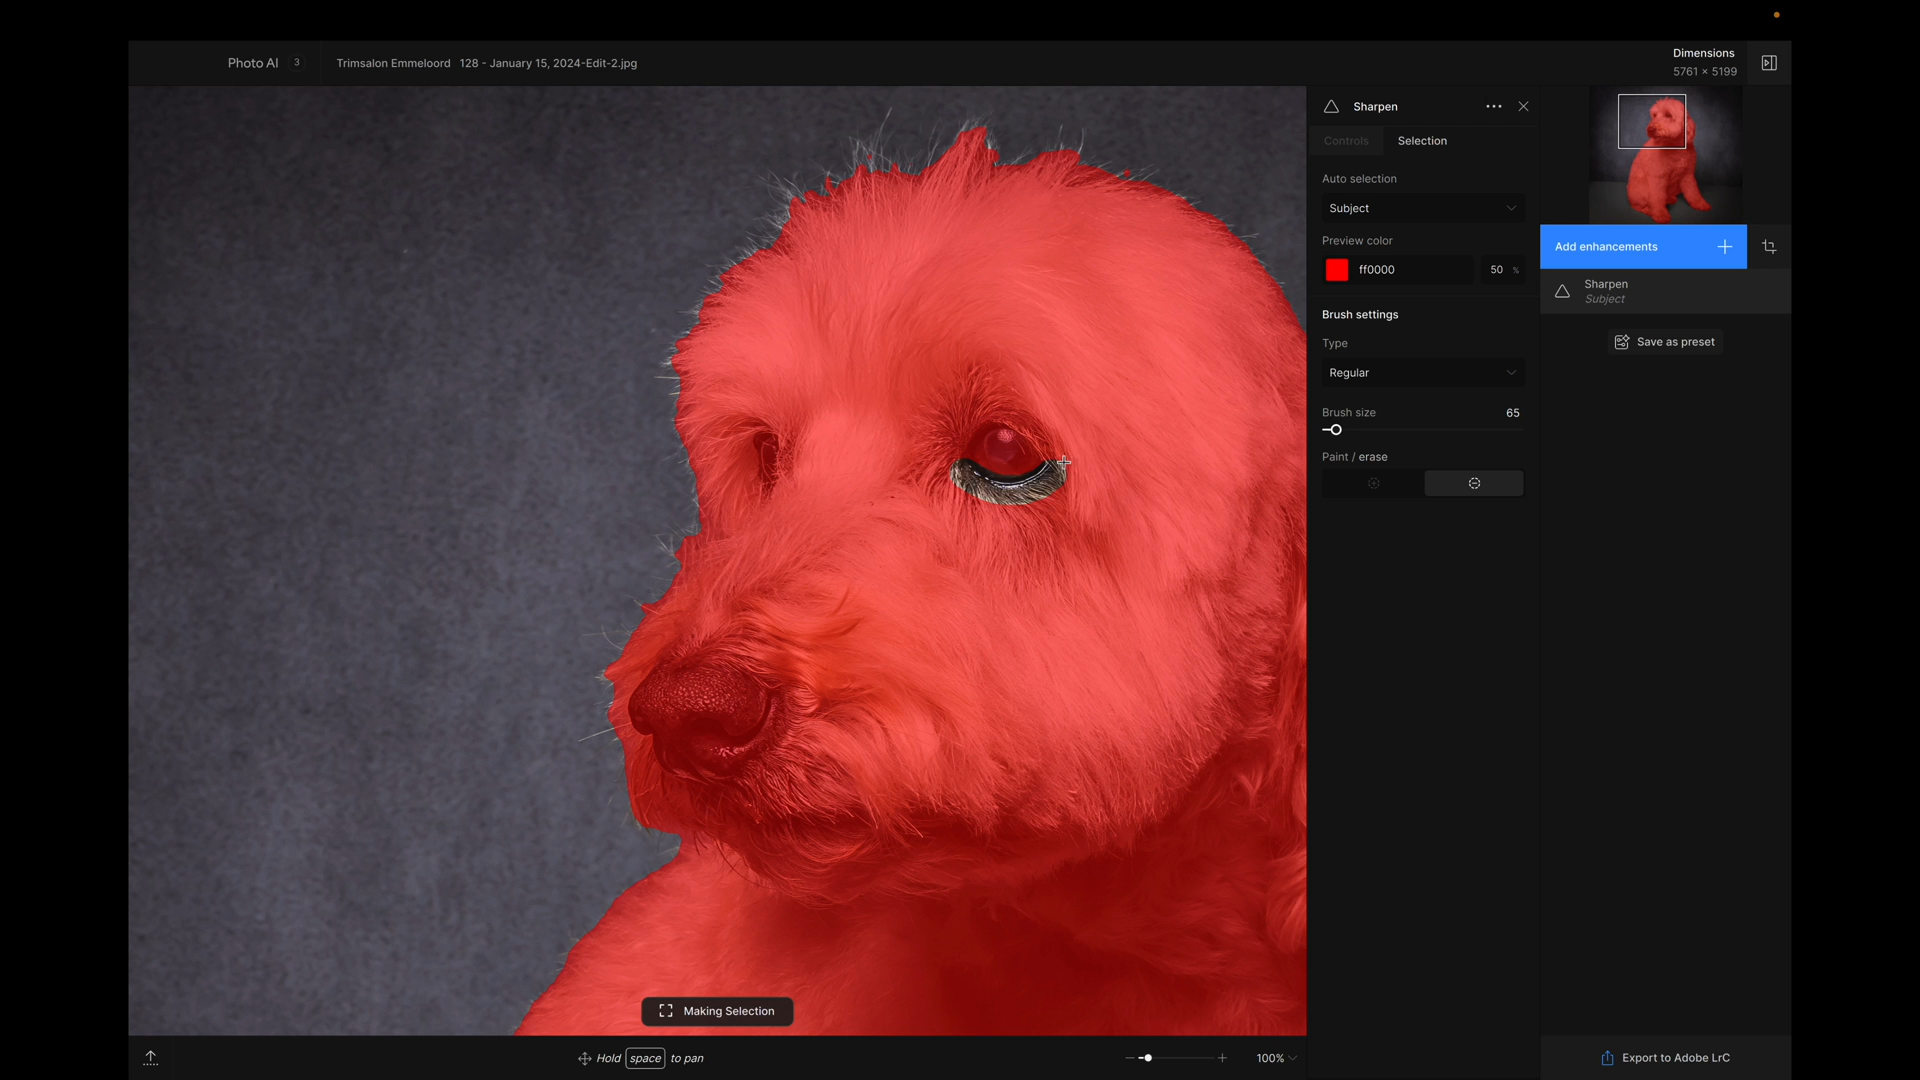 Photo AI 3
Trimsalon Emmeloord 128 - January 15, 2024-Edit-2.jpg
Dimensions
5761 × 5199
Sharpen
Controls
Selection
Auto selection
Subject
Preview color
ff0000
50 %
Brush settings
Type
Regular
Brush size
65
Paint / erase
Add enhancements
Sharpen
Subject
Save as preset
Making Selection
Hold space to pan
100%
Export to Adobe LrC